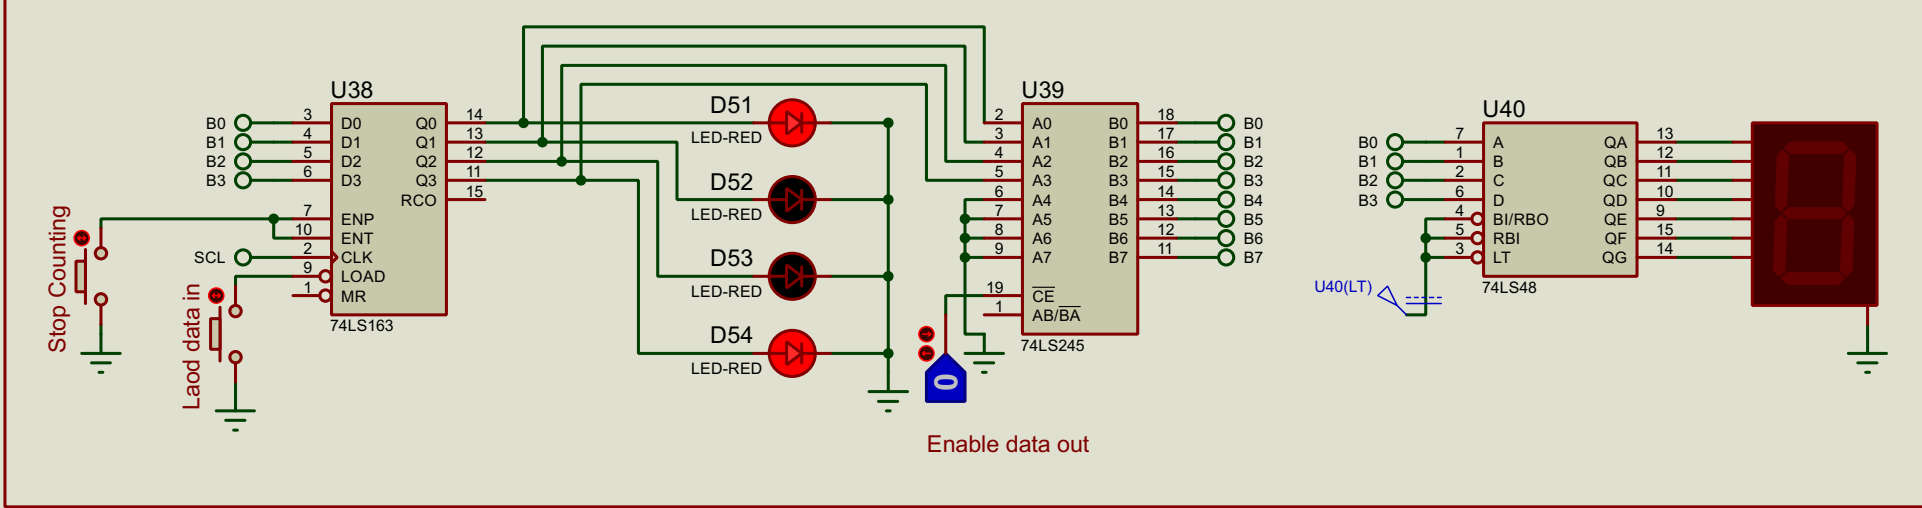 U38
B0 3 D0 Q0 14
B1 4 D1 Q1 13
B2 5 D2 Q2 12
B3 6 D3 Q3 11
RCO 15
7 ENP
10 ENT
SCL 2 CLK
9 LOAD
1 MR
74LS163
Stop Counting
Laod data in
D51
LED-RED
D52
LED-RED
D53
LED-RED
D54
LED-RED
U39
2 A0 B0 18 B0
3 A1 B1 17 B1
4 A2 B2 16 B2
5 A3 B3 15 B3
6 A4 B4 14 B4
7 A5 B5 13 B5
8 A6 B6 12 B6
9 A7 B7 11 B7
19 CE
1 AB/BA
74LS245
0
Enable data out
U40
B0 7 A QA 13
B1 1 B QB 12
B2 2 C QC 11
B3 6 D QD 10
4 BI/RBO QE 9
5 RBI QF 15
3 LT QG 14
74LS48
U40(LT)